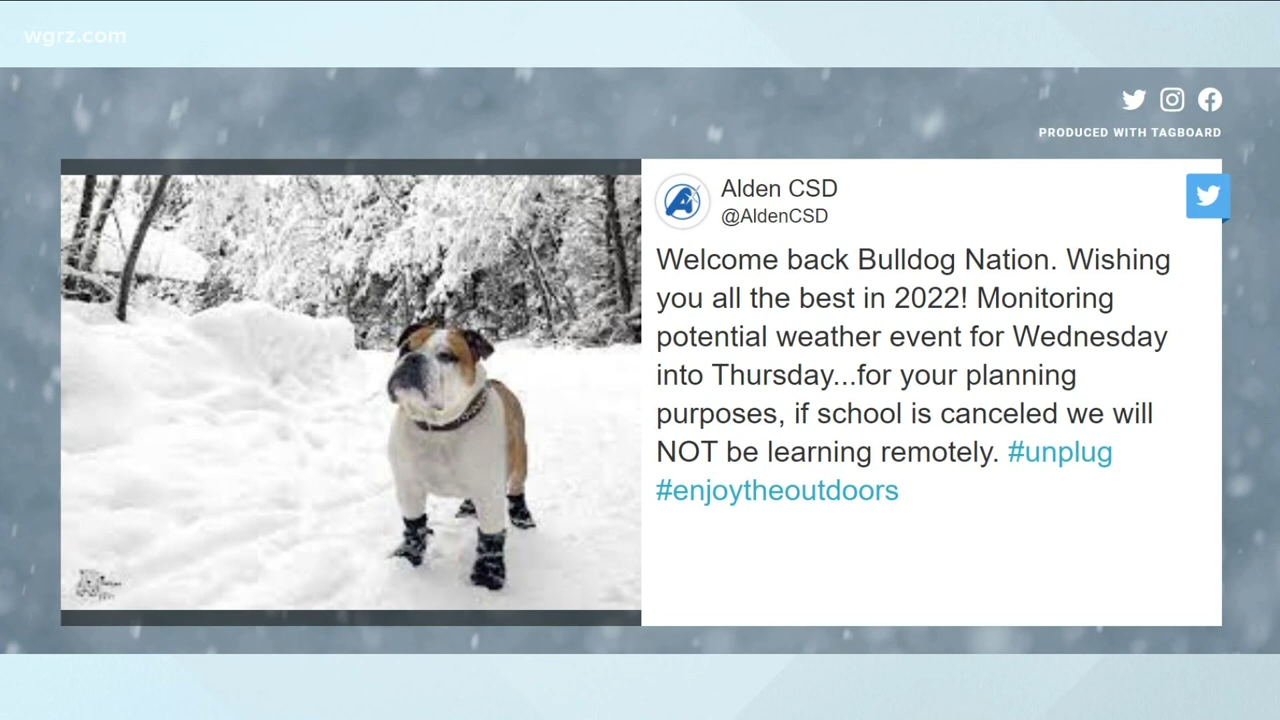 wgrz.com
PRODUCED WITH TAGBOARD
Alden CSD
@AldenCSD
Welcome back Bulldog Nation. Wishing
you all the best in 2022! Monitoring
potential weather event for Wednesday
into Thursday...for your planning
purposes, if school is canceled we will
NOT be learning remotely. #unplug
#enjoytheoutdoors